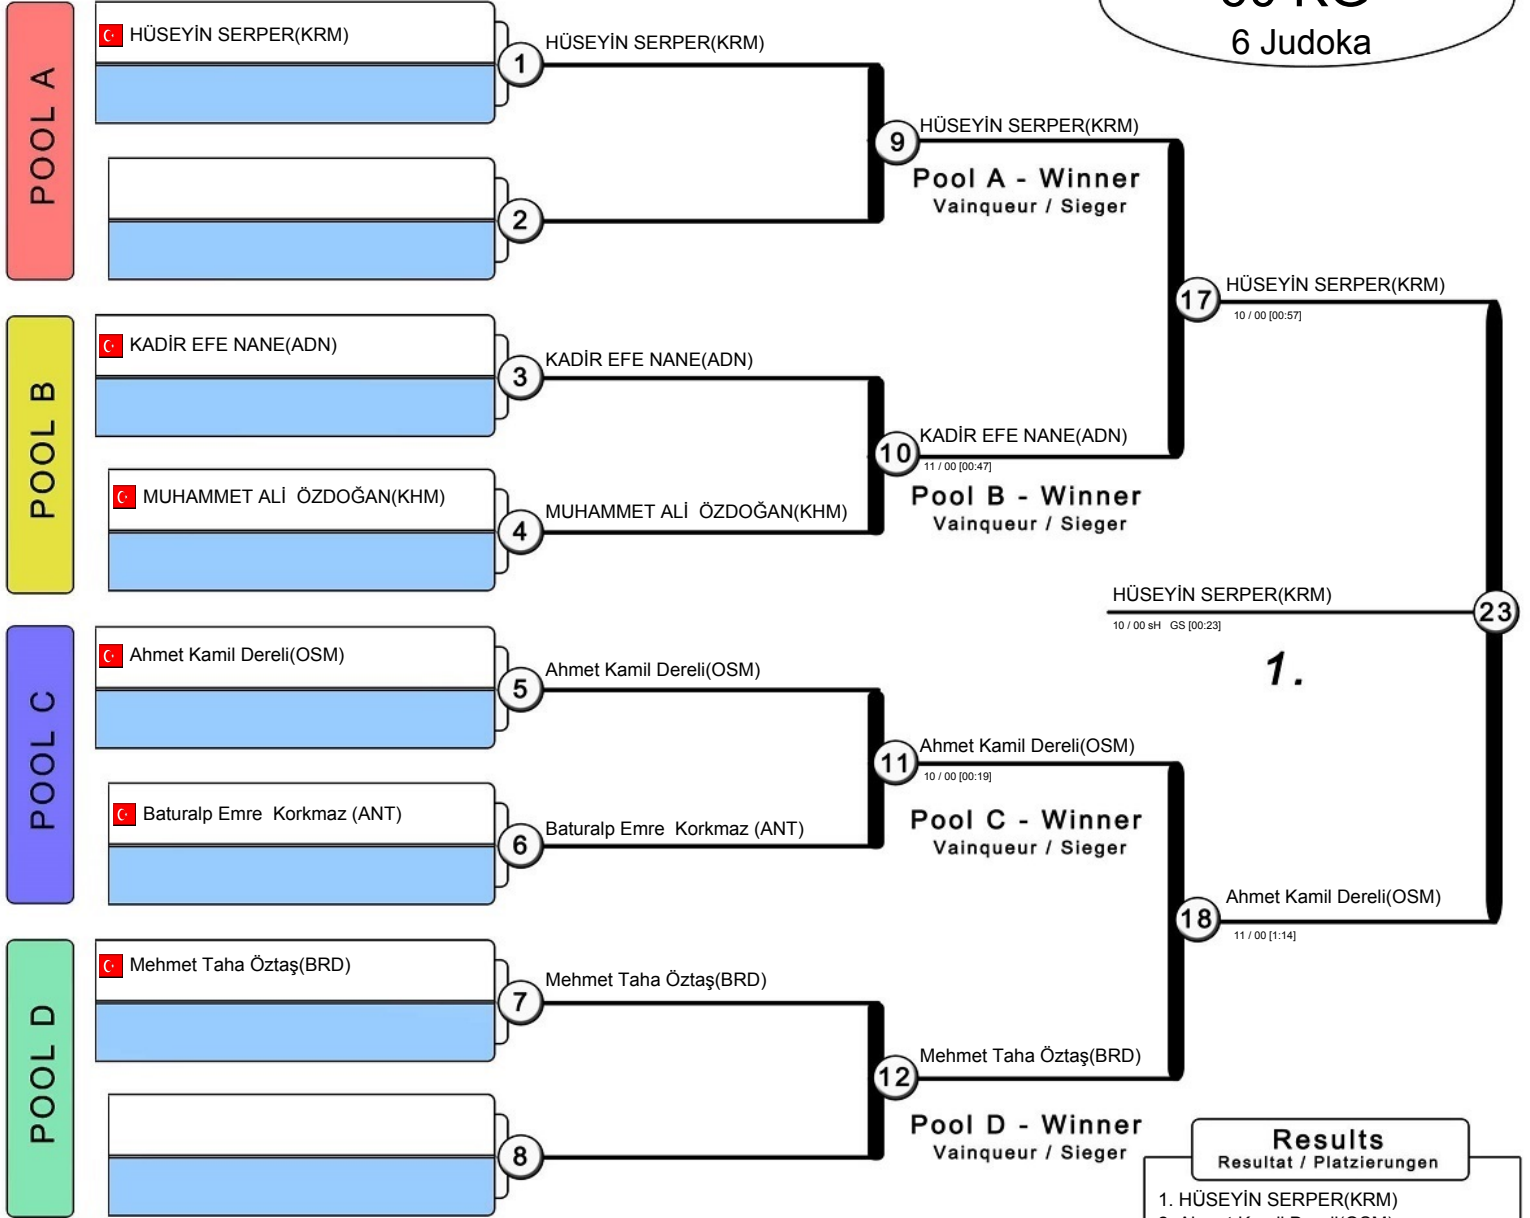 6 Judoka
POOL A
HÜSEYİN SERPER(KRM)
1
HÜSEYİN SERPER(KRM)
2
9
HÜSEYİN SERPER(KRM)
Pool A - Winner
Vainqueur / Sieger
POOL B
KADİR EFE NANE(ADN)
3
KADİR EFE NANE(ADN)
MUHAMMET ALİ  ÖZDOĞAN(KHM)
4
MUHAMMET ALİ  ÖZDOĞAN(KHM)
10
KADİR EFE NANE(ADN)
11 / 00 [00:47]
Pool B - Winner
Vainqueur / Sieger
17
HÜSEYİN SERPER(KRM)
10 / 00 [00:57]
POOL C
Ahmet Kamil Dereli(OSM)
5
Ahmet Kamil Dereli(OSM)
Baturalp Emre  Korkmaz (ANT)
6
Baturalp Emre  Korkmaz (ANT)
11
Ahmet Kamil Dereli(OSM)
10 / 00 [00:19]
Pool C - Winner
Vainqueur / Sieger
POOL D
Mehmet Taha Öztaş(BRD)
7
Mehmet Taha Öztaş(BRD)
8
12
Mehmet Taha Öztaş(BRD)
Pool D - Winner
Vainqueur / Sieger
18
Ahmet Kamil Dereli(OSM)
11 / 00 [1:14]
23
HÜSEYİN SERPER(KRM)
10 / 00 sH   GS [00:23]
1.
Results
Resultat / Platzierungen
1. HÜSEYİN SERPER(KRM)